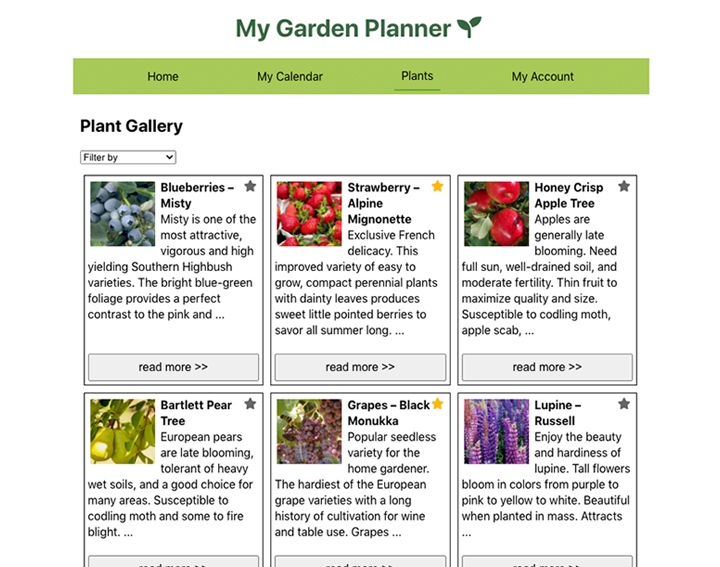 My Garden Planner
Home
My Calendar
Plants
My Account
Plant Gallery
Filter by
Blueberries –
Misty
Misty is one of the
most attractive,
vigorous and high
yielding Southern Highbush
varieties. The bright blue-green
foliage provides a perfect
contrast to the pink and ...
read more >>
Strawberry –
Alpine
Mignonette
Exclusive French
delicacy. This
improved variety of easy to
grow, compact perennial plants
with dainty leaves produces
sweet little pointed berries to
savor all summer long. ...
read more >>
Honey Crisp
Apple Tree
Apples are
generally late
blooming. Need
full sun, well-drained soil, and
moderate fertility. Thin fruit to
maximize quality and size.
Susceptible to codling moth,
apple scab, ...
read more >>
Bartlett Pear
Tree
European pears
are late blooming,
tolerant of heavy
wet soils, and a good choice for
many areas. Susceptible to
codling moth and some to fire
blight. ...
read more >>
Grapes – Black
Monukka
Popular seedless
variety for the
home gardener.
The hardiest of the European
grape varieties with a long
history of cultivation for wine
and table use. Grapes ...
read more >>
Lupine –
Russell
Enjoy the beauty
and hardiness of
lupine. Tall flowers
bloom in colors from purple to
pink to yellow to white. Beautiful
when planted in mass. Attracts
...
read more >>